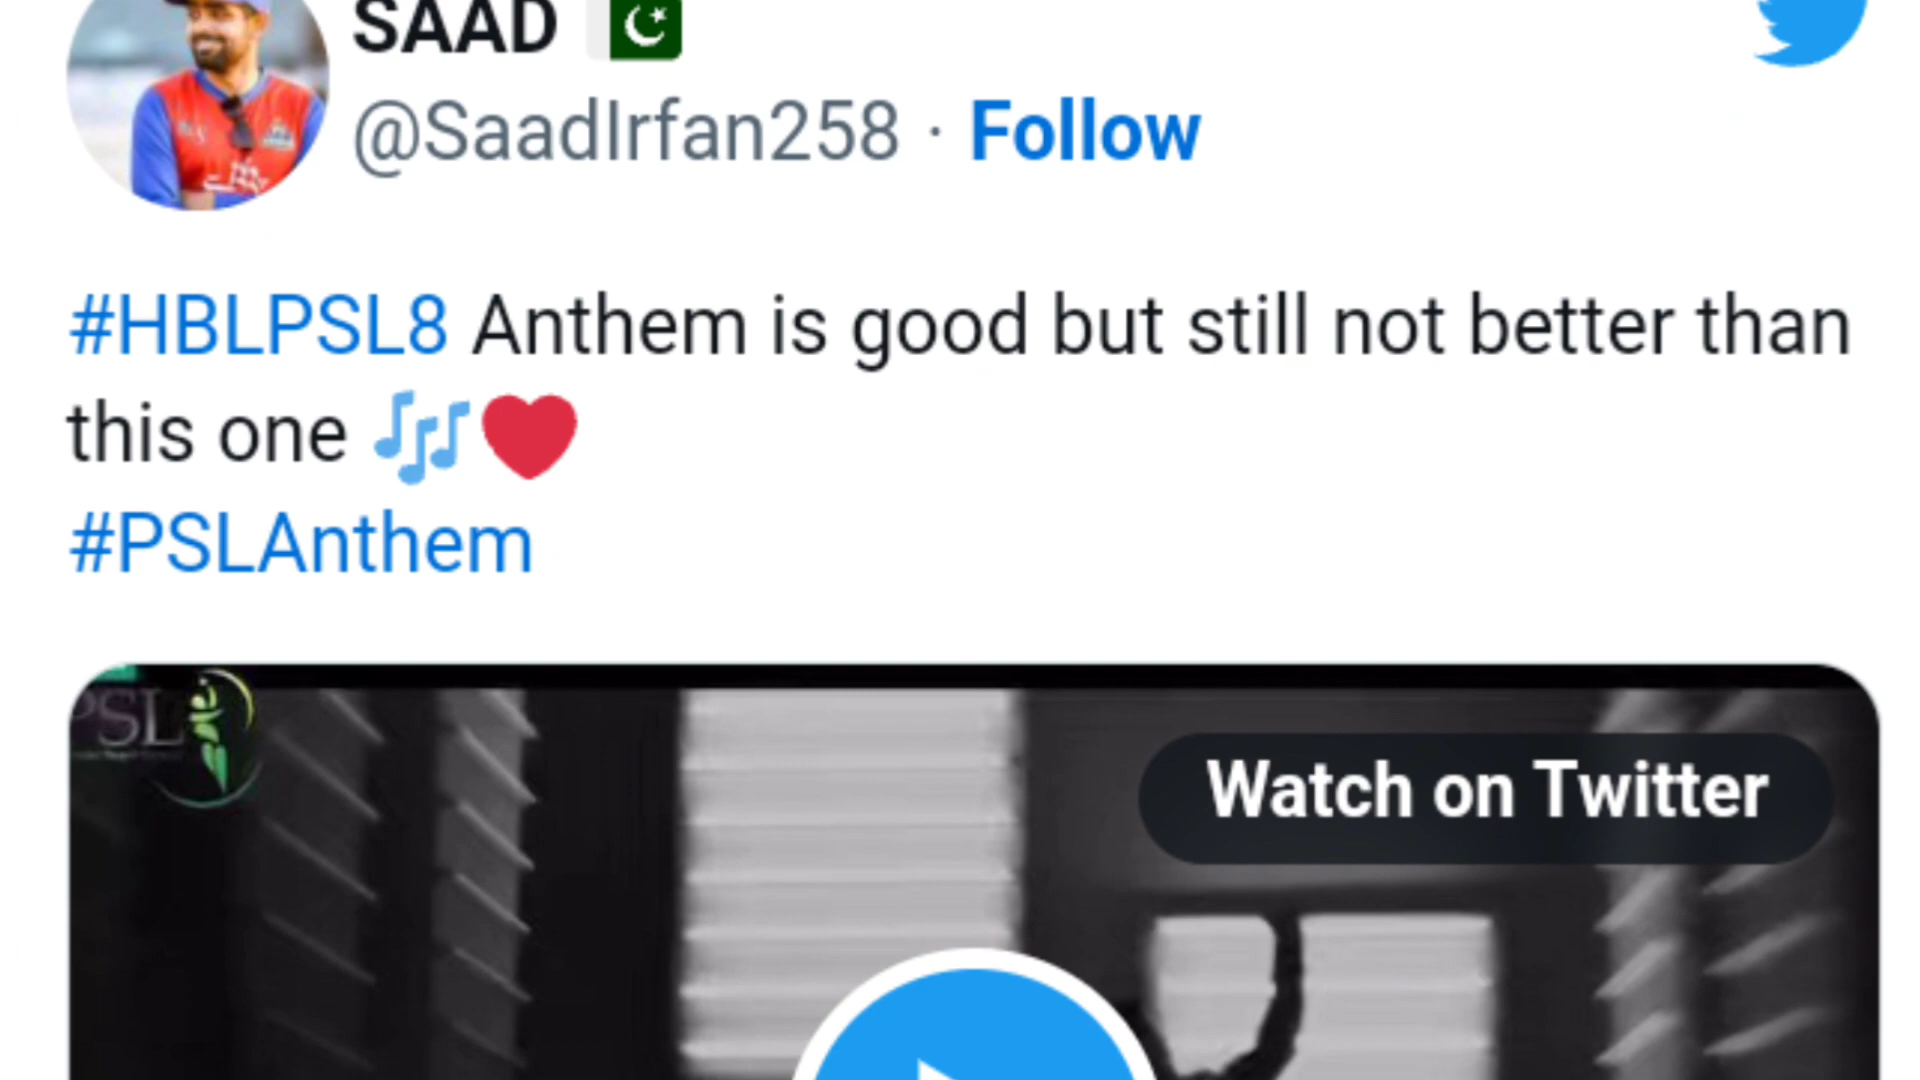 SAAD
@SaadIrfan258 · Follow
#HBLPSL8 Anthem is good but still not better than
this one
#PSLAnthem
PSL
Watch on Twitter